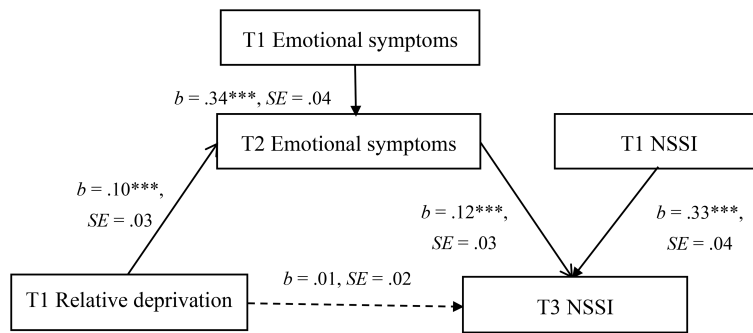 T1 Emotional symptoms
b = .34***, SE = .04
T2 Emotional symptoms
T1 NSSI
b = .10***,
SE = .03
b = .12***,
SE = .03
b = .33***,
SE = .04
b = .01, SE = .02
T1 Relative deprivation
T3 NSSI